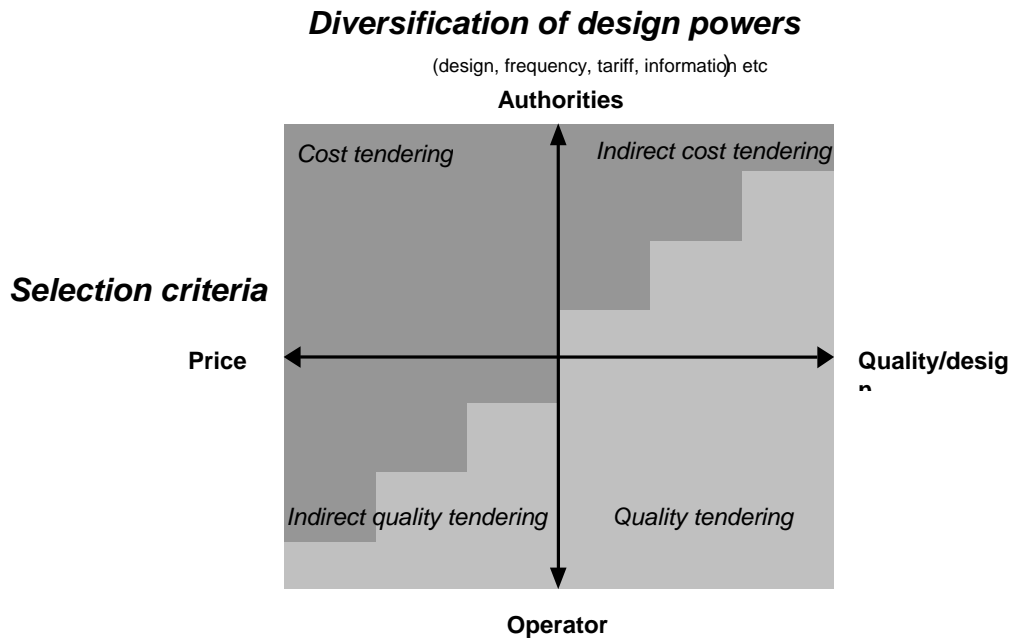 Diversification of design powers
(design, frequency, tariff, information) etc
Authorities
Cost tendering
Indirect cost tendering
Selection criteria
Price
Quality/desig
n
Indirect quality tendering
Quality tendering
Operator